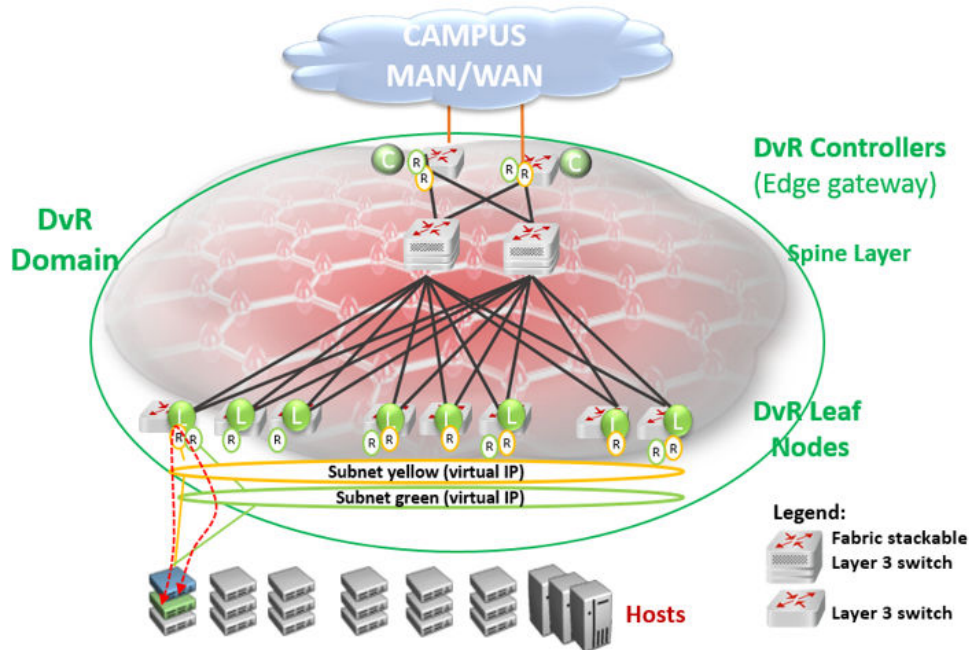 CAMPUS
MAN/WAN
DvR Controllers
(Edge gateway)
C
R
R
R
R
C
DvR
Domain
Spine Layer
L
L
L
L
L
L
L
L
R
R
R
R
R
R
R
R
R
R
R
R
DvR Leaf
Nodes
Subnet yellow (virtual IP)
Subnet green (virtual IP)
Legend:
Fabric stackable
Layer 3 switch
Layer 3 switch
Hosts